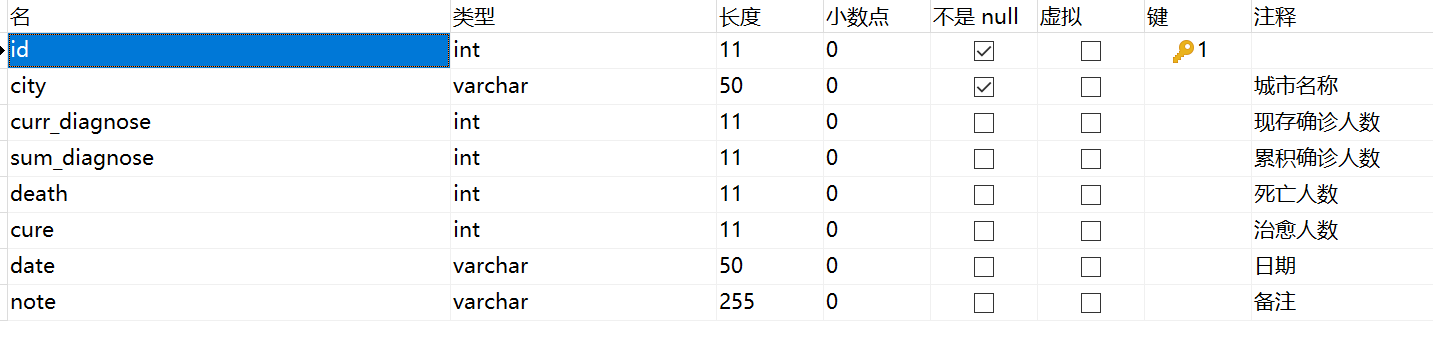 名 类型 长度 小数点 不是 null 虚拟 键 注释
id int 11 0 1
city varchar 50 0 城市名称
curr_diagnose int 11 0 现存确诊人数
sum_diagnose int 11 0 累积确诊人数
death int 11 0 死亡人数
cure int 11 0 治愈人数
date varchar 50 0 日期
note varchar 255 0 备注